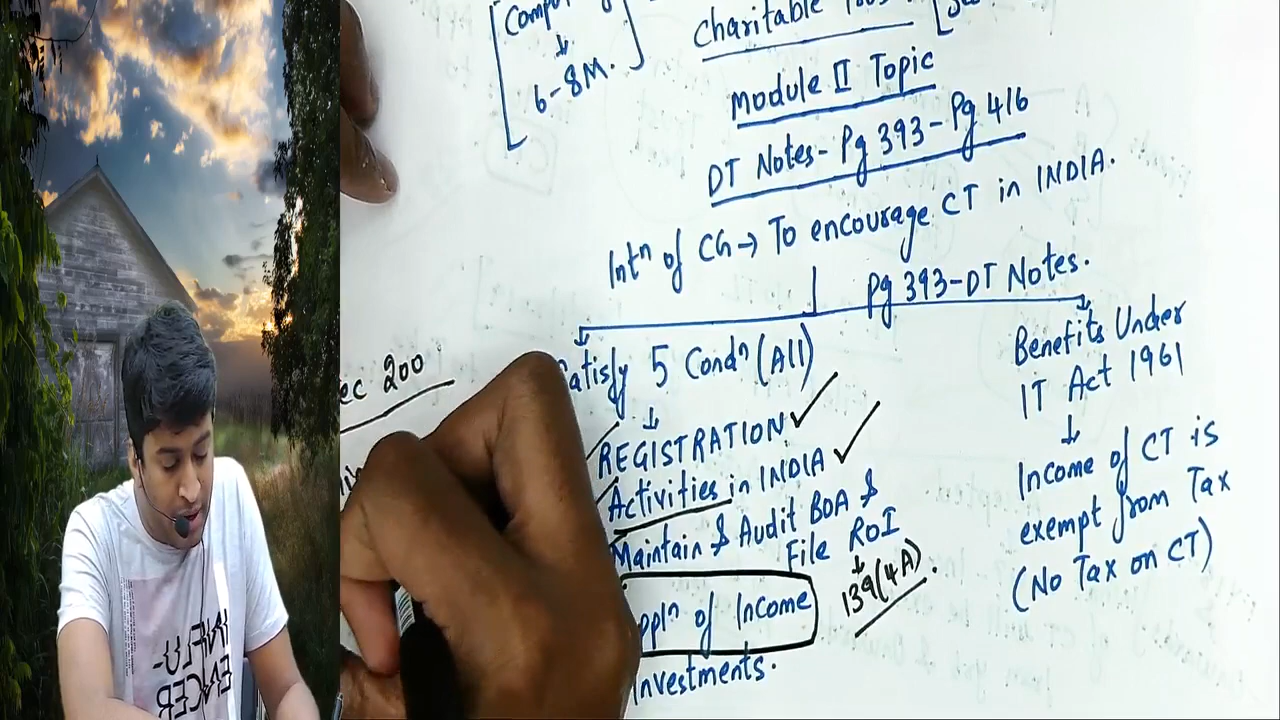 Charitable
6-8M.
Module II Topic
DT Notes - Pg 393 - Pg 416
Intn of CG → To encourage CT in INDIA.
Pg 393-DT Notes.
Satisfy 5 Condn (All)
REGISTRATION ✓
Activities in INDIA ✓
Maintain & Audit BOA &
File ROI
139(4A).
Appln of Income
Investments.
Benefits Under
IT Act 1961
Income of CT is
exempt from Tax
(No Tax on CT)
Sec 200